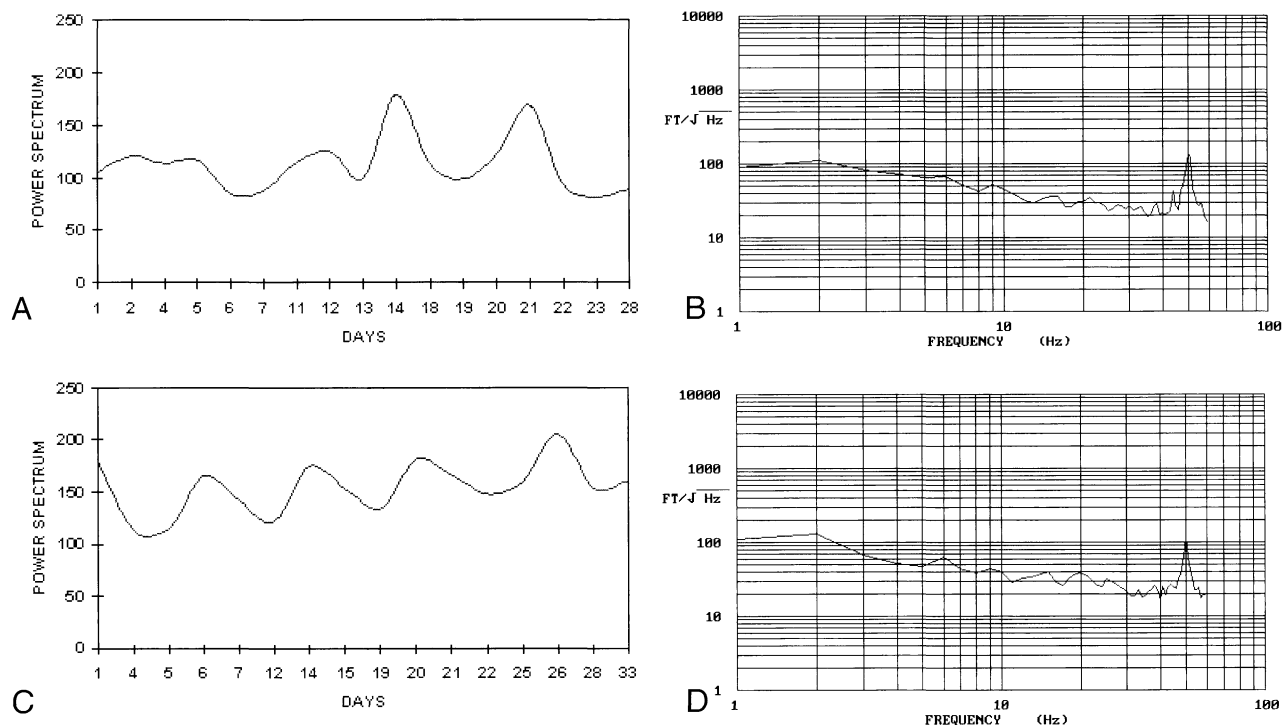 250
200
150
100
50
0
POWER SPECTRUM
1 2 4 5 6 7 11 12 13 14 18 19 20 21 22 23 28
DAYS
A
10000
1000
FT/√Hz
100
10
1
1 10 100
FREQUENCY (Hz)
B
250
200
150
100
50
0
POWER SPECTRUM
1 4 5 6 7 12 14 15 19 20 21 22 25 26 28 33
DAYS
C
10000
1000
FT/√Hz
100
10
1
1 10 100
FREQUENCY (Hz)
D